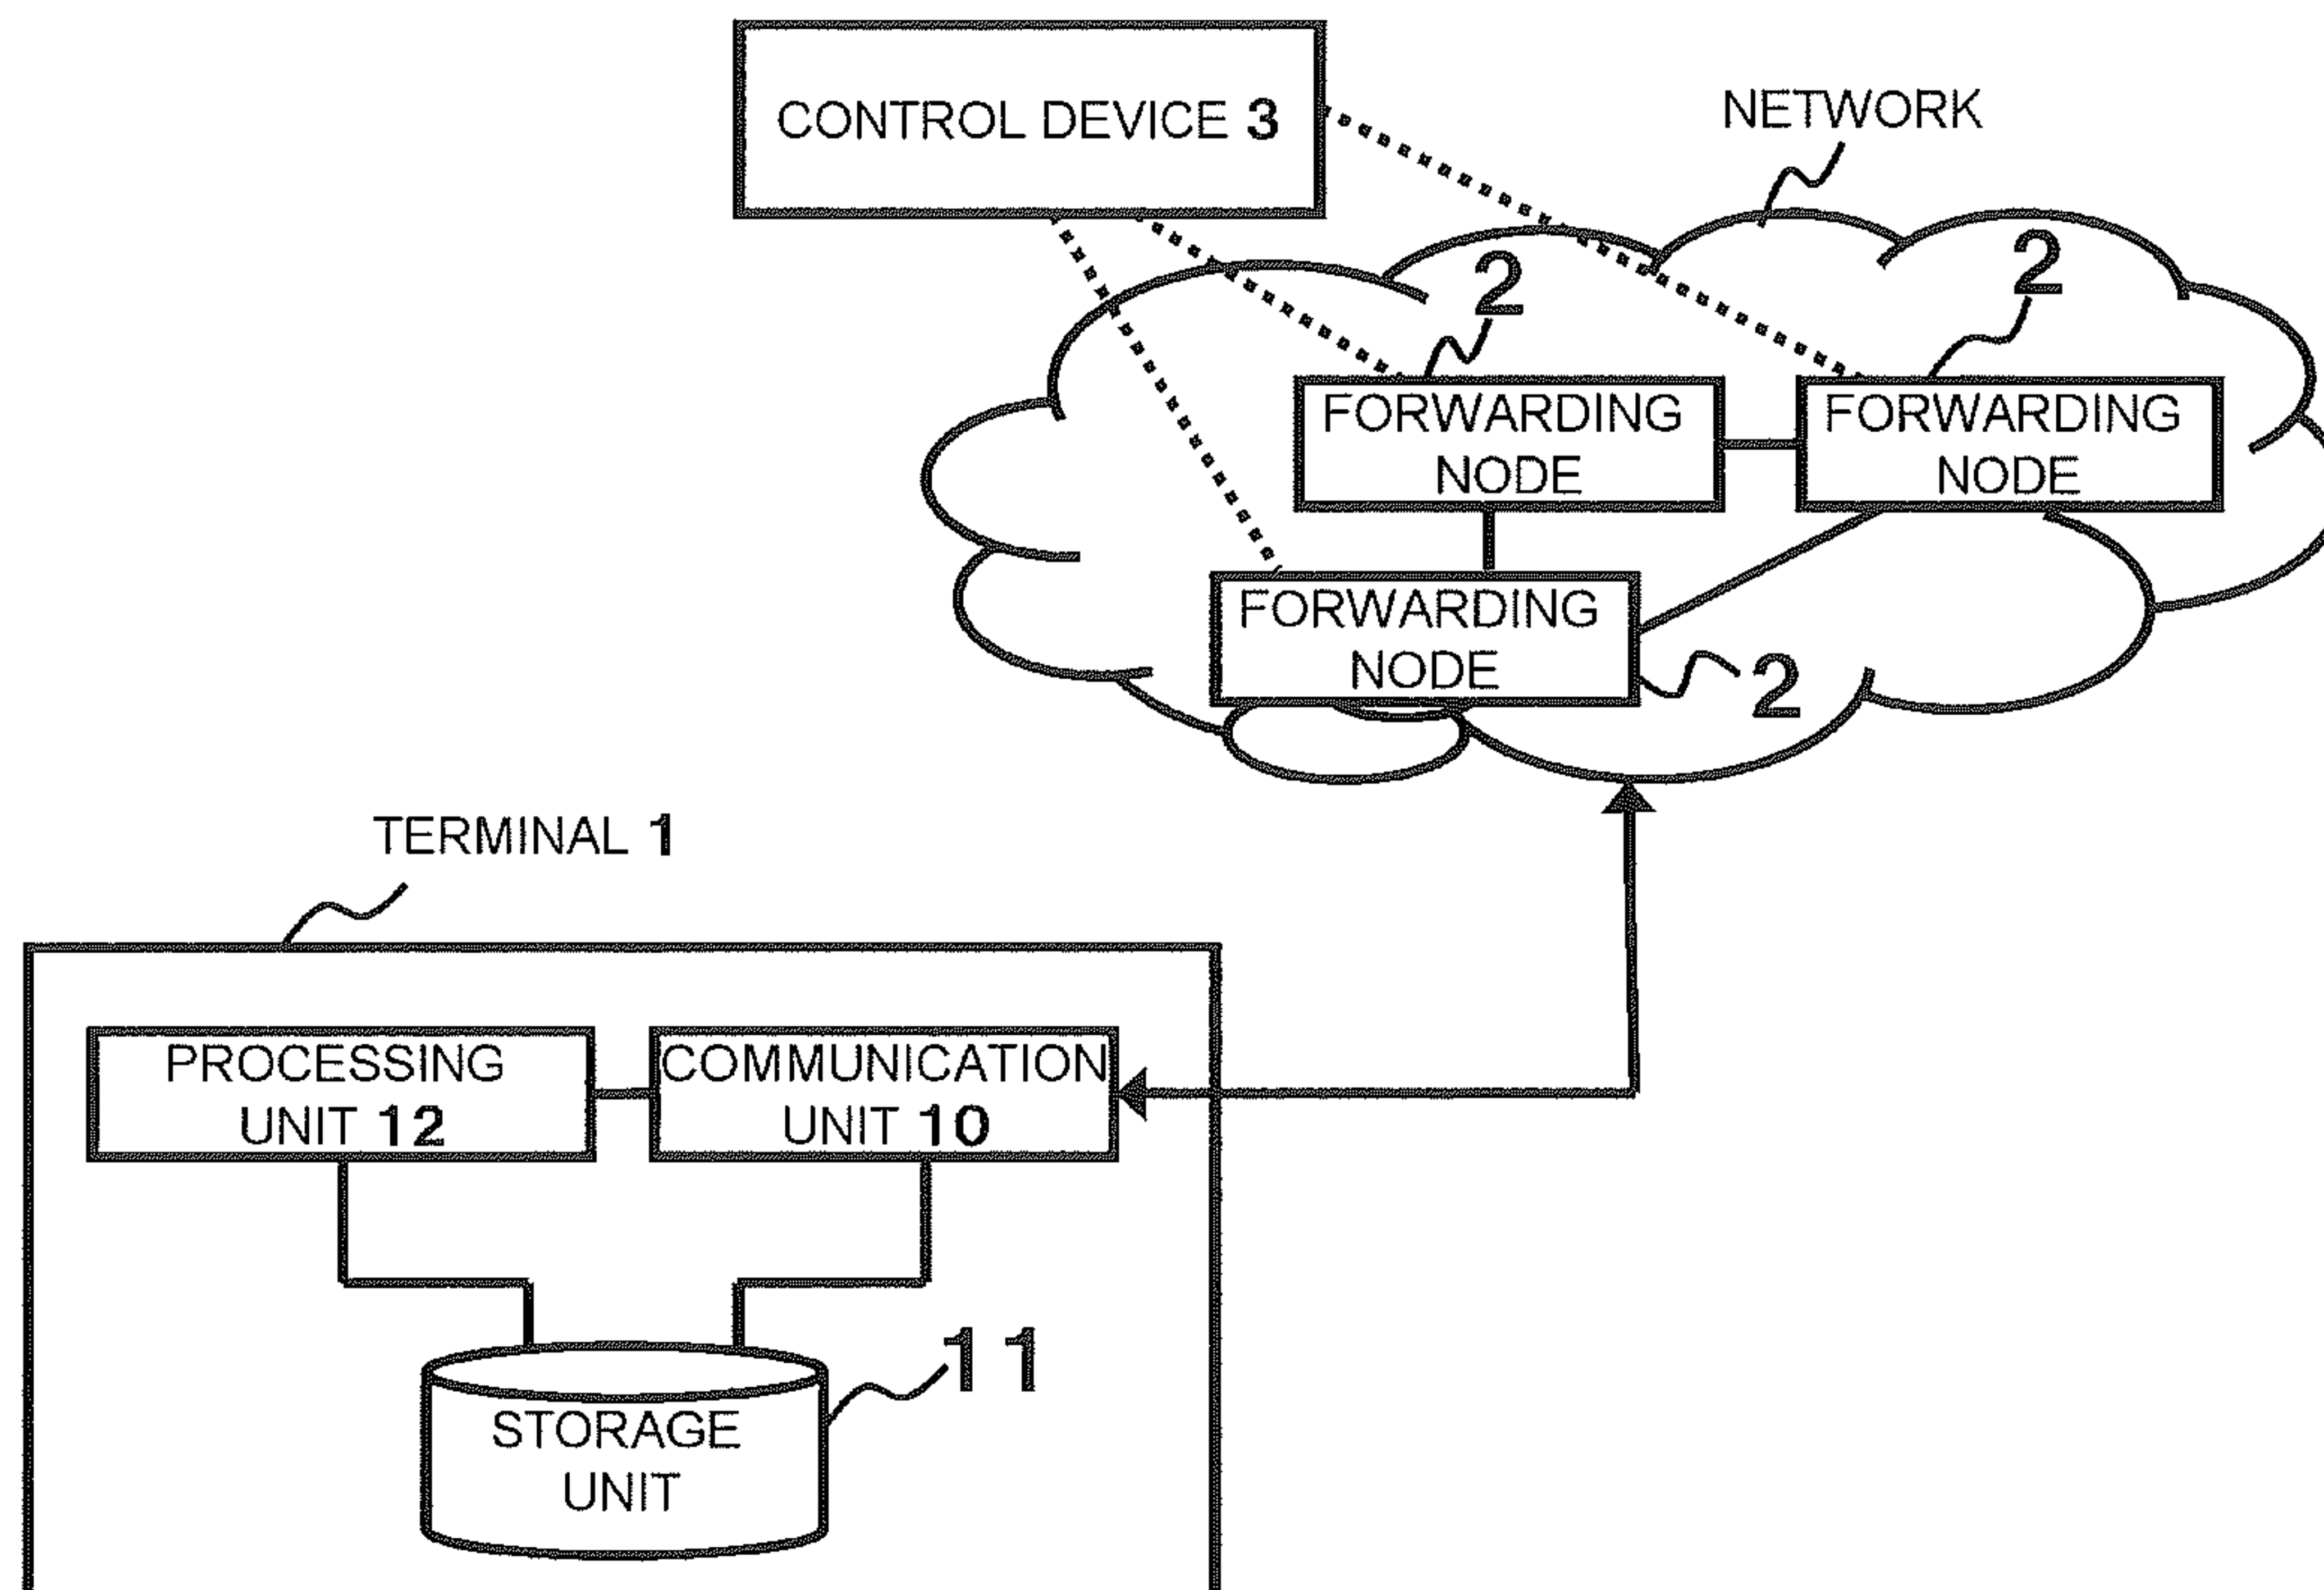 CONTROL DEVICE 3
NETWORK
2
2
FORWARDING
NODE
FORWARDING
NODE
FORWARDING
NODE
2
TERMINAL 1
PROCESSING
UNIT 12
COMMUNICATION
UNIT 10
11
STORAGE
UNIT